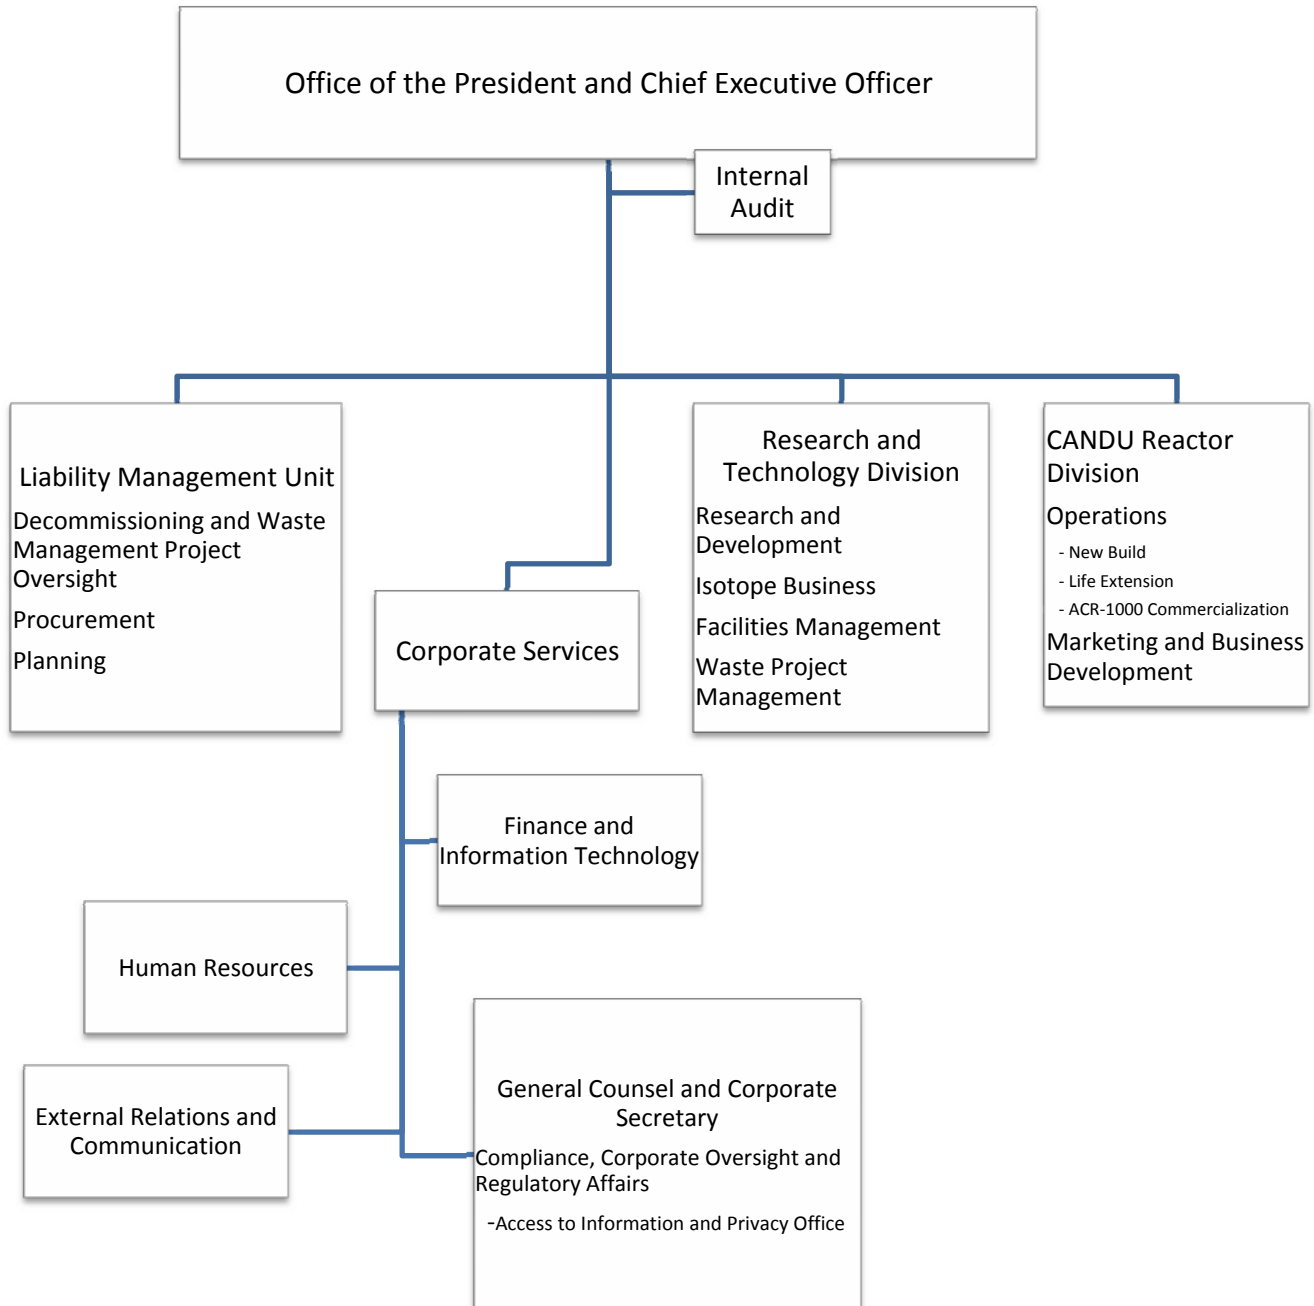 Office of the President and Chief Executive Officer
Internal
Audit
Liability Management Unit
Decommissioning and Waste
Management Project
Oversight
Procurement
Planning
Corporate Services
Research and
Technology Division
Research and
Development
Isotope Business
Facilities Management
Waste Project
Management
CANDU Reactor
Division
Operations
- New Build
- Life Extension
- ACR-1000 Commercialization
Marketing and Business
Development
Finance and
Information Technology
Human Resources
External Relations and
Communication
General Counsel and Corporate
Secretary
Compliance, Corporate Oversight and
Regulatory Affairs
-Access to Information and Privacy Office